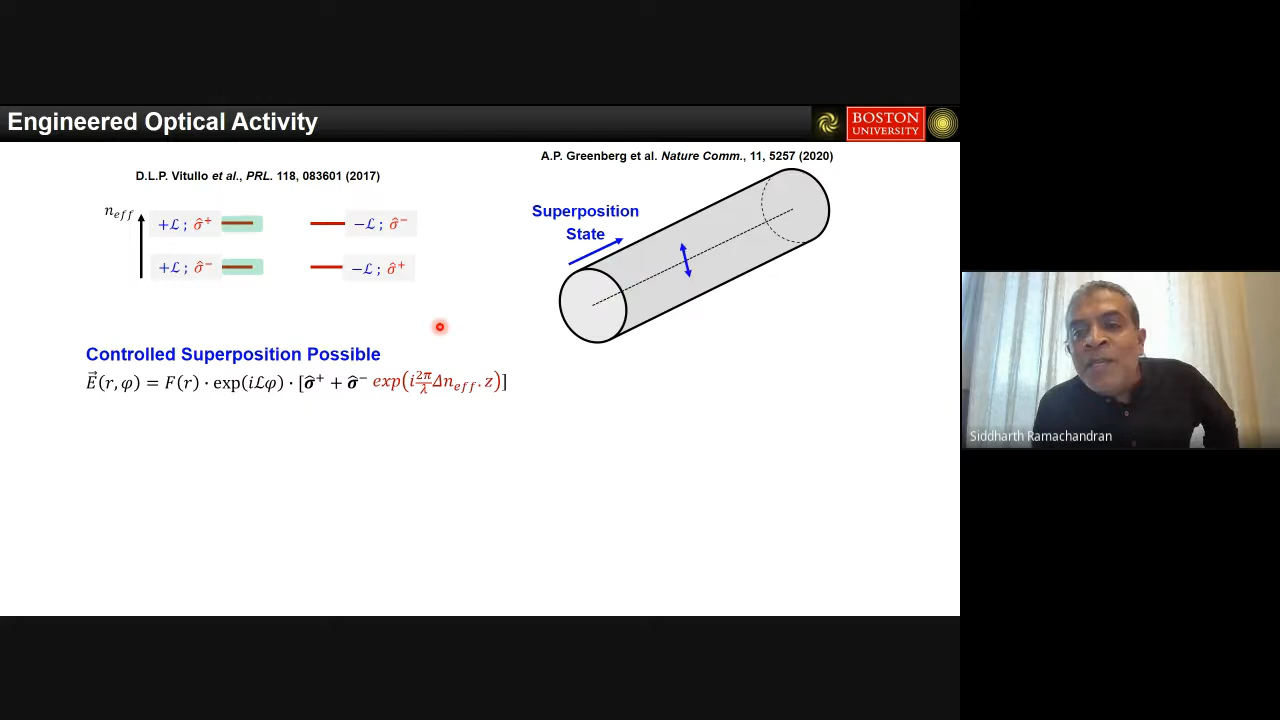 Engineered Optical Activity
BOSTON
UNIVERSITY
A.P. Greenberg et al. Nature Comm., 11, 5257 (2020)
D.L.P. Vitullo et al., PRL. 118, 083601 (2017)
n_eff
+ℒ ; σ̂⁺
−ℒ ; σ̂⁻
+ℒ ; σ̂⁻
−ℒ ; σ̂⁺
Superposition
State
Controlled Superposition Possible
E⃗(r, φ) = F(r) · exp(iℒφ) · [σ̂⁺ + σ̂⁻ exp(i 2π/λ Δn_eff. z)]
Siddharth Ramachandran